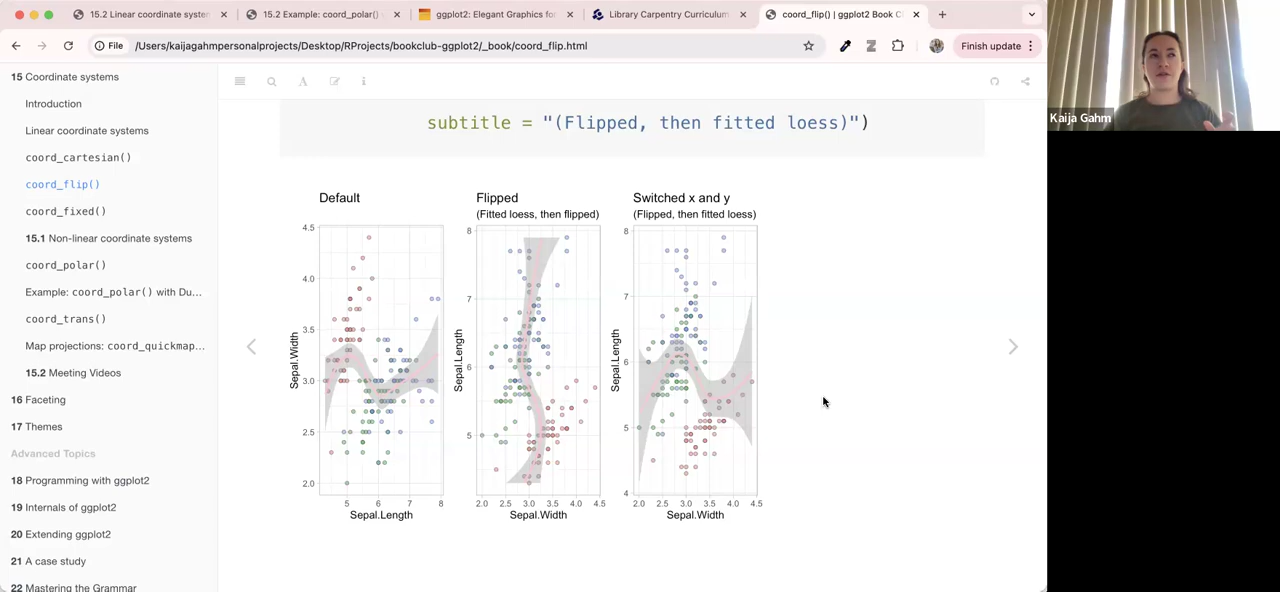 15.2 Linear coordinate syster
15.2 Example: coord_polar()
ggplot2: Elegant Graphics for
Library Carpentry Curriculum
coord_flip() | ggplot2 Book C
File
/Users/kaijagahmpersonalprojects/Desktop/RProjects/bookclub-ggplot2/_book/coord_flip.html
Finish update
15 Coordinate systems
Introduction
Linear coordinate systems
coord_cartesian()
coord_flip()
coord_fixed()
15.1 Non-linear coordinate systems
coord_polar()
Example: coord_polar() with Du...
coord_trans()
Map projections: coord_quickmap...
15.2 Meeting Videos
16 Faceting
17 Themes
Advanced Topics
18 Programming with ggplot2
19 Internals of ggplot2
20 Extending ggplot2
21 A case study
22 Mastering the Grammar
subtitle = "(Flipped, then fitted loess)")
Default
4.5
4.0
3.5
3.0
2.5
2.0
Sepal.Width
5 6 7 8
Sepal.Length
Flipped
(Fitted loess, then flipped)
8
7
6
5
Sepal.Length
2.0 2.5 3.0 3.5 4.0 4.5
Sepal.Width
Switched x and y
(Flipped, then fitted loess)
8
7
6
5
4
Sepal.Length
2.0 2.5 3.0 3.5 4.0 4.5
Sepal.Width
Kaija Gahm